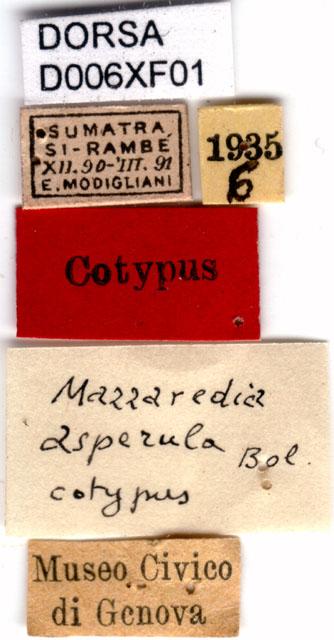 DORSA
D006XF01
SUMATRA
SI-RAMBÉ
XII.90-III.91
E. MODIGLIANI
1935
6
Cotypus
Mazzaredia
asperula Bol.
cotypus
Museo Civico
di Genova